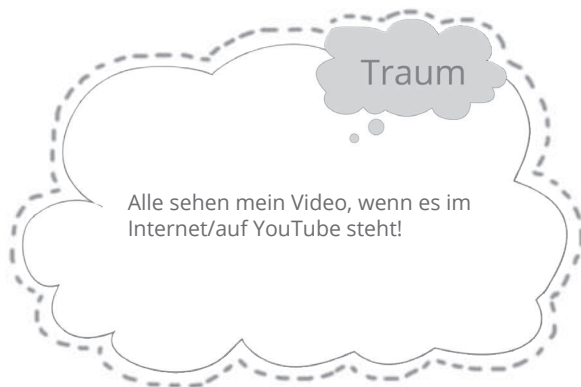 Traum
Alle sehen mein Video, wenn es im
Internet/auf YouTube steht!